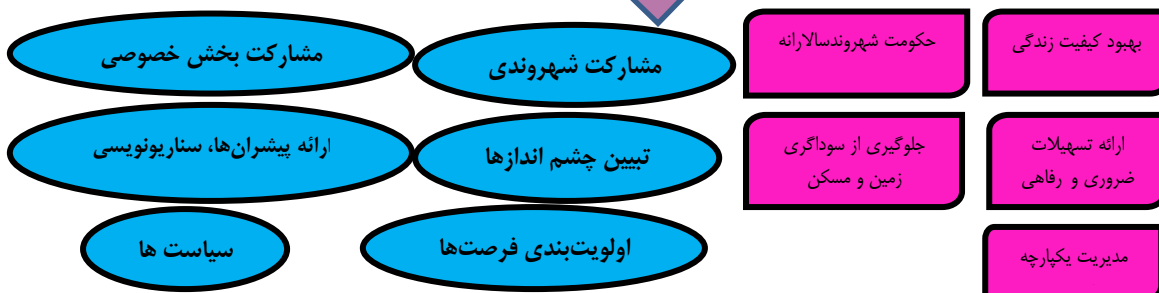 بهبود کیفیت زندگی
حکومت شهروندسالارانه
مشارکت شهروندی
مشارکت بخش خصوصی
ارائه تسهیلات
ضروری و رفاهی
جلوگیری از سوداگری
زمین و مسکن
تبیین چشم اندازها
ارائه پیشران‌ها، سناریونویسی
مدیریت یکپارچه
اولویت‌بندی فرصت‌ها
سیاست ها